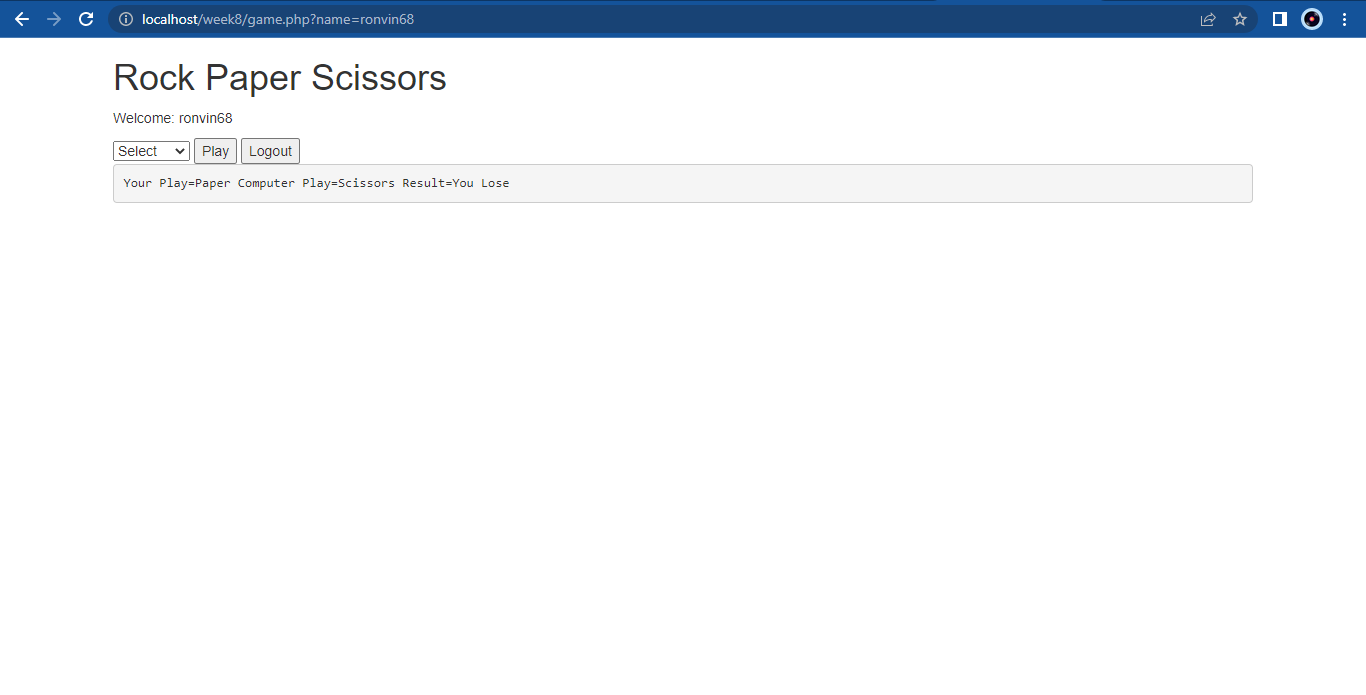 localhost/week8/game.php?name=ronvin68
Rock Paper Scissors
Welcome: ronvin68
Select Play Logout
Your Play=Paper Computer Play=Scissors Result=You Lose